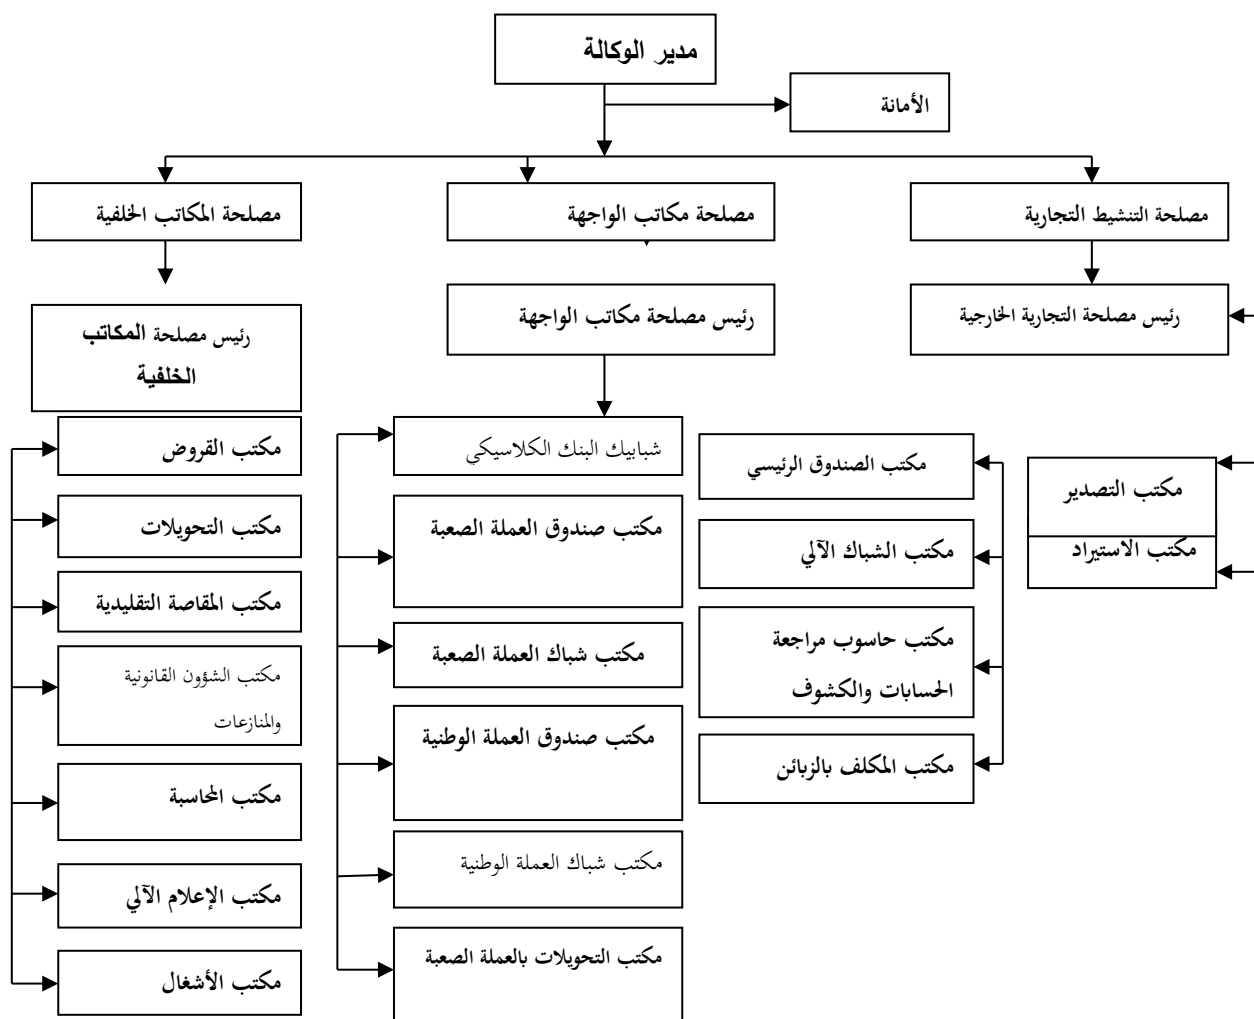 مدير الوكالة
الأمانة
مصلحة التنشيط التجارية
مصلحة مكاتب الواجهة
مصلحة المكاتب الخلفية
رئيس مصلحة التجارية الخارجية
رئيس مصلحة مكاتب الواجهة
رئيس مصلحة المكاتب
الخلفية
مكتب التصدير
مكتب الاستيراد
مكتب الصندوق الرئيسي
مكتب الشباك الآلي
مكتب حاسوب مراجعة
الحسابات والكشوف
مكتب المكلف بالزبائن
شبابيك البنك الكلاسيكي
مكتب صندوق العملة الصعبة
مكتب شباك العملة الصعبة
مكتب صندوق العملة الوطنية
مكتب شباك العملة الوطنية
مكتب التحويلات بالعملة الصعبة
مكتب القروض
مكتب التحويلات
مكتب المقاصة التقليدية
مكتب الشؤون القانونية
والمنازعات
مكتب المحاسبة
مكتب الإعلام الآلي
مكتب الأشغال